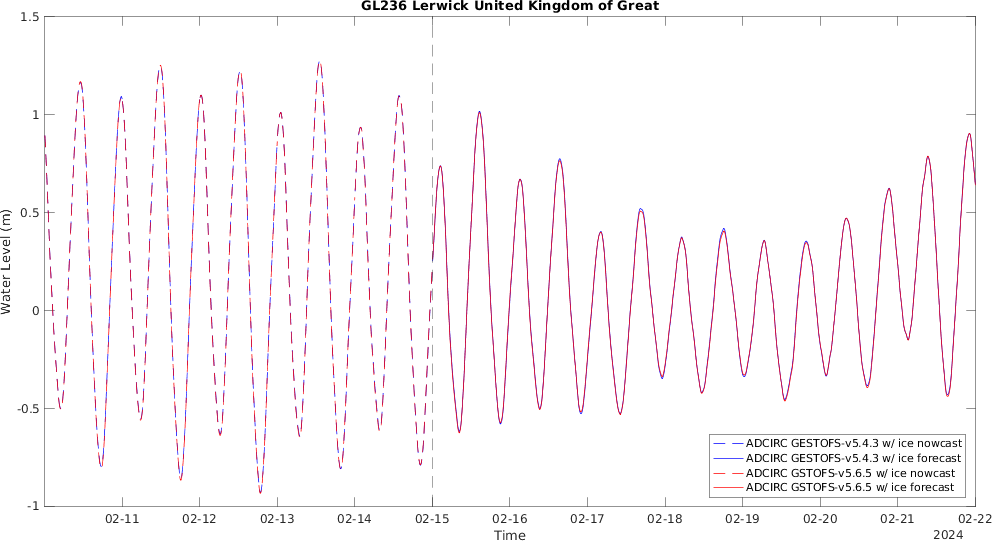 GL236 Lerwick United Kingdom of Great
1.5
1
0.5
0
-0.5
-1
Water Level (m)
ADCIRC GESTOFS-v5.4.3 w/ ice nowcast
ADCIRC GESTOFS-v5.4.3 w/ ice forecast
ADCIRC GSTOFS-v5.6.5 w/ ice nowcast
ADCIRC GSTOFS-v5.6.5 w/ ice forecast
02-11 02-12 02-13 02-14 02-15 02-16 02-17 02-18 02-19 02-20 02-21 02-22
Time
2024